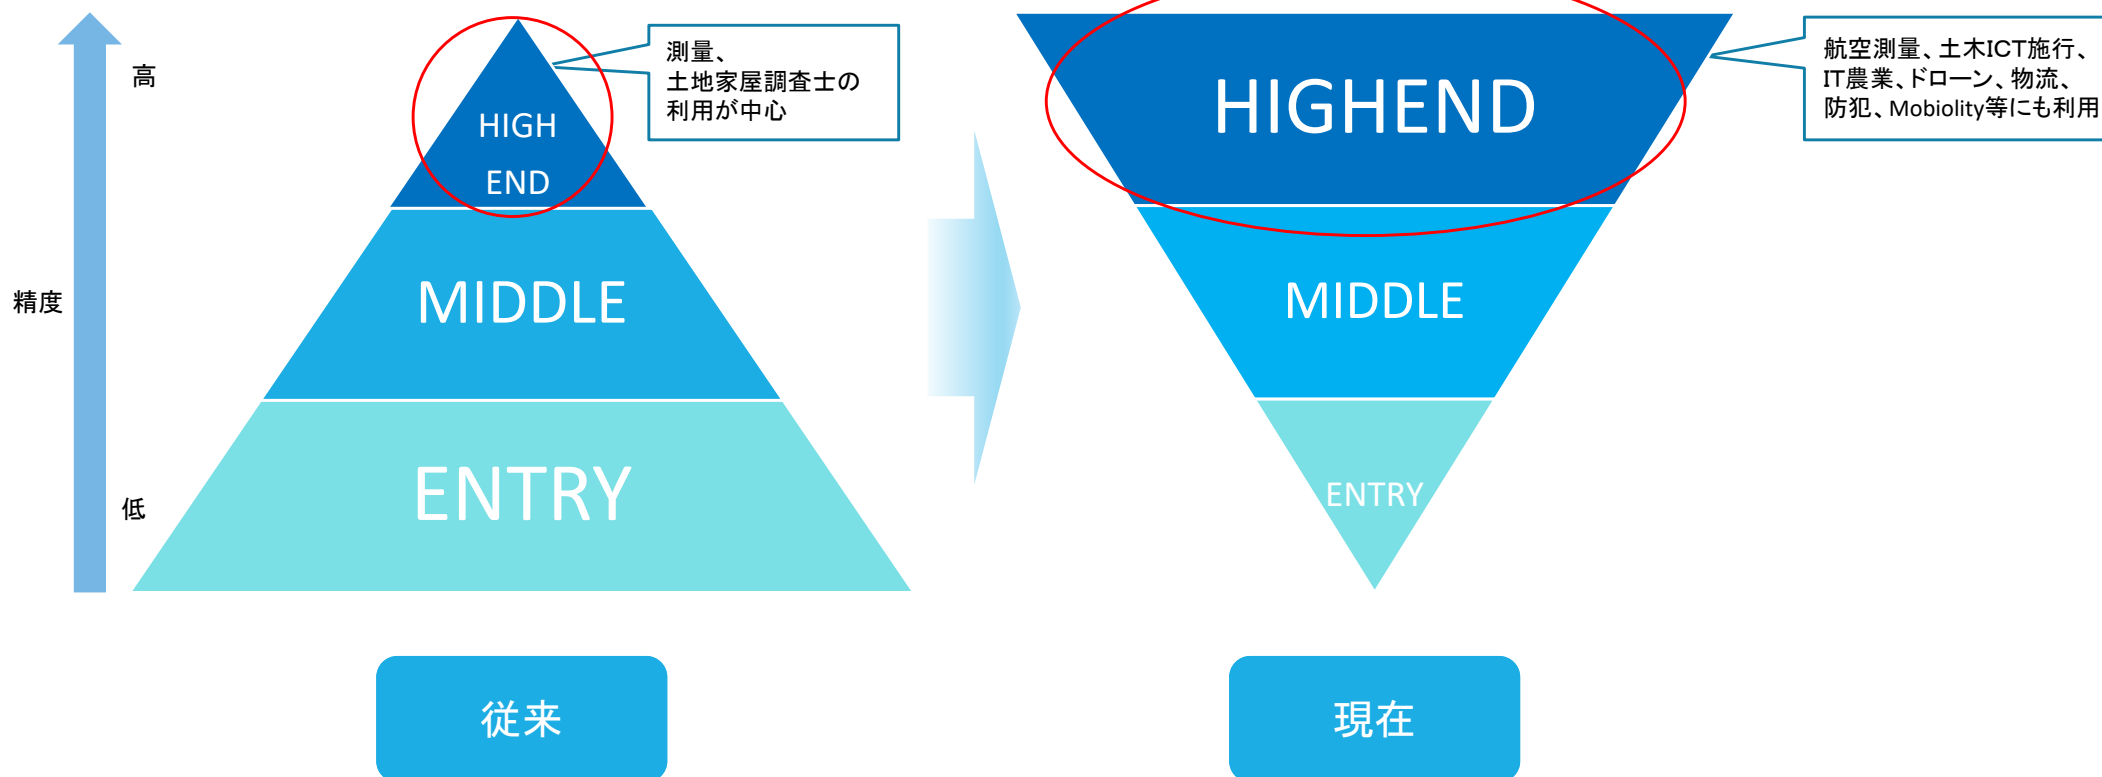 高
精度
低
HIGH
END
MIDDLE
ENTRY
測量、
土地家屋調査士の
利用が中心
従来
HIGHEND
MIDDLE
ENTRY
航空測量、土木ICT施行、
IT農業、ドローン、物流、
防犯、Mobiolity等にも利用
現在